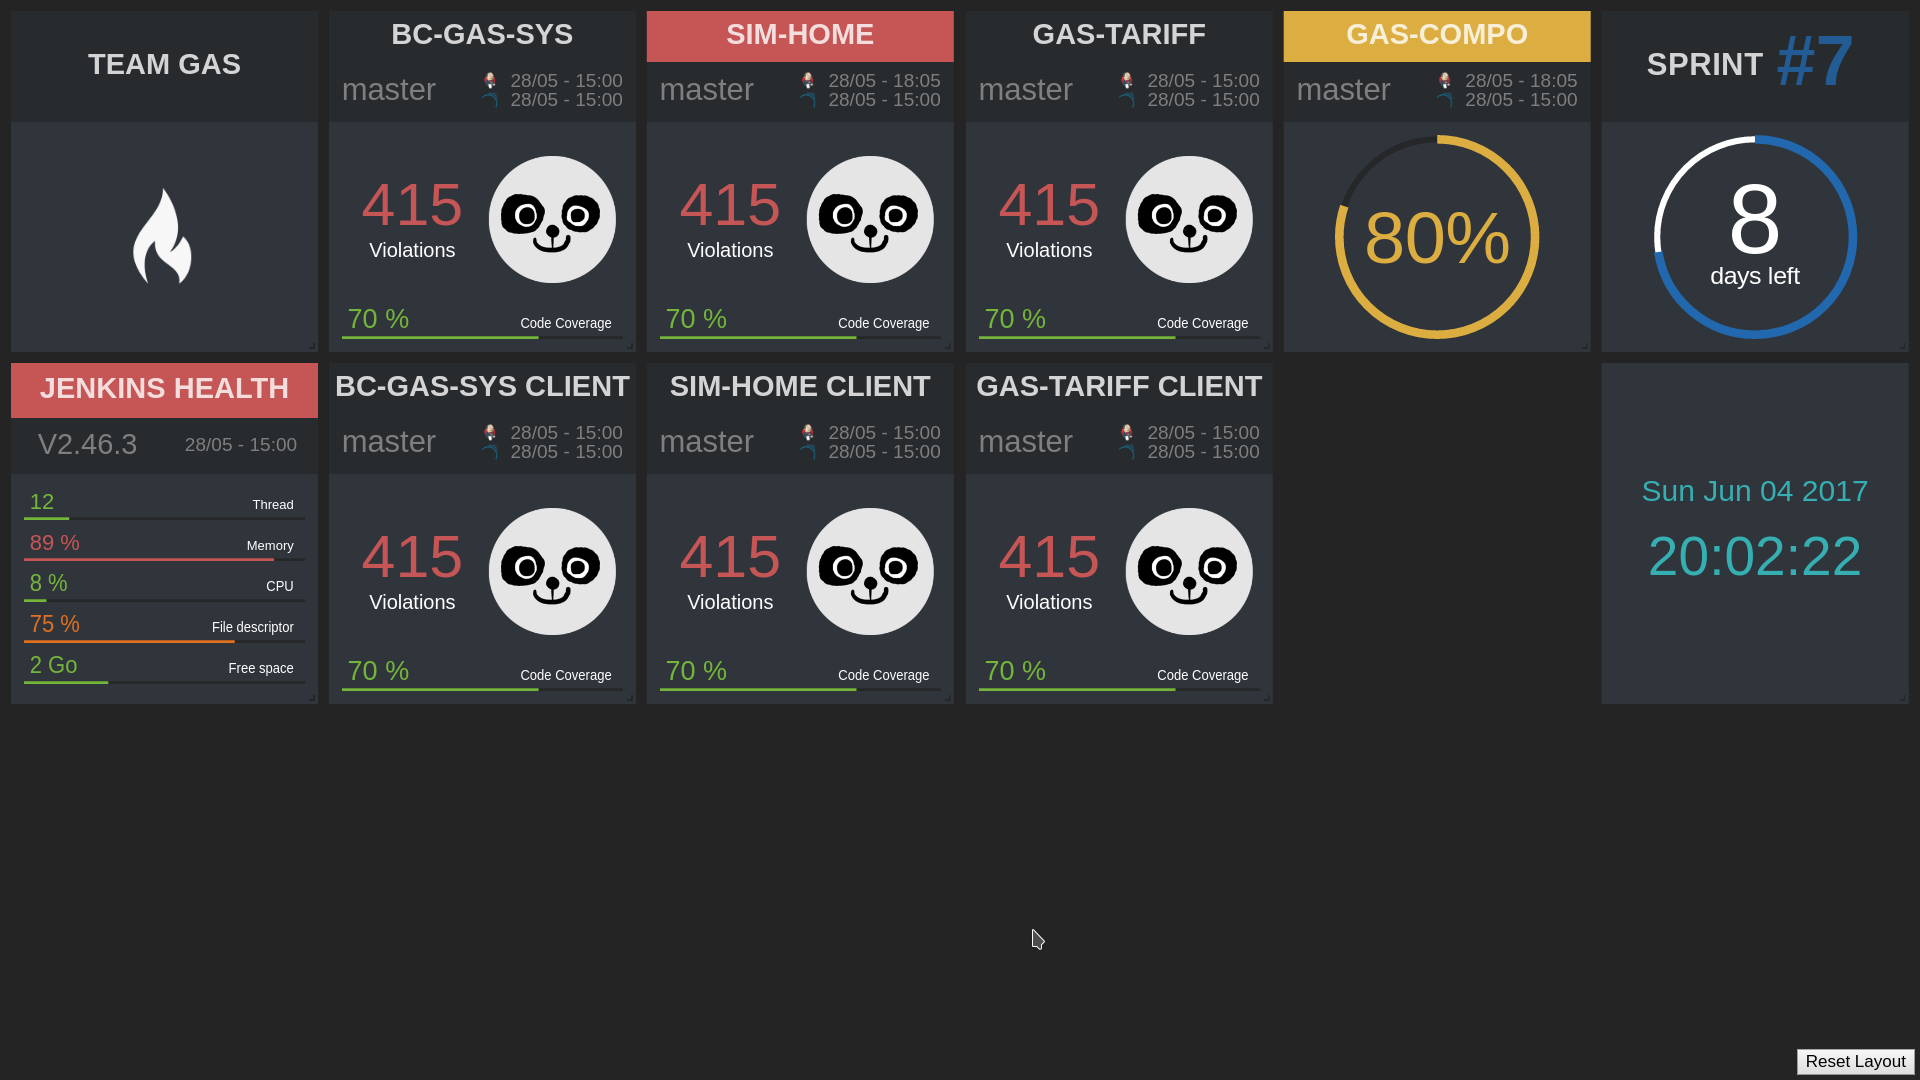 TEAM GAS
BC-GAS-SYS
master
28/05 - 15:00
28/05 - 15:00
415
Violations
70 %
Code Coverage
SIM-HOME
master
28/05 - 18:05
28/05 - 15:00
415
Violations
70 %
Code Coverage
GAS-TARIFF
master
28/05 - 15:00
28/05 - 15:00
415
Violations
70 %
Code Coverage
GAS-COMPO
master
28/05 - 18:05
28/05 - 15:00
80%
SPRINT #7
8
days left
JENKINS HEALTH
V2.46.3
28/05 - 15:00
12 Thread
89 % Memory
8 % CPU
75 % File descriptor
2 Go Free space
BC-GAS-SYS CLIENT
master
28/05 - 15:00
28/05 - 15:00
415
Violations
70 %
Code Coverage
SIM-HOME CLIENT
master
28/05 - 15:00
28/05 - 15:00
415
Violations
70 %
Code Coverage
GAS-TARIFF CLIENT
master
28/05 - 15:00
28/05 - 15:00
415
Violations
70 %
Code Coverage
Sun Jun 04 2017
20:02:22
Reset Layout